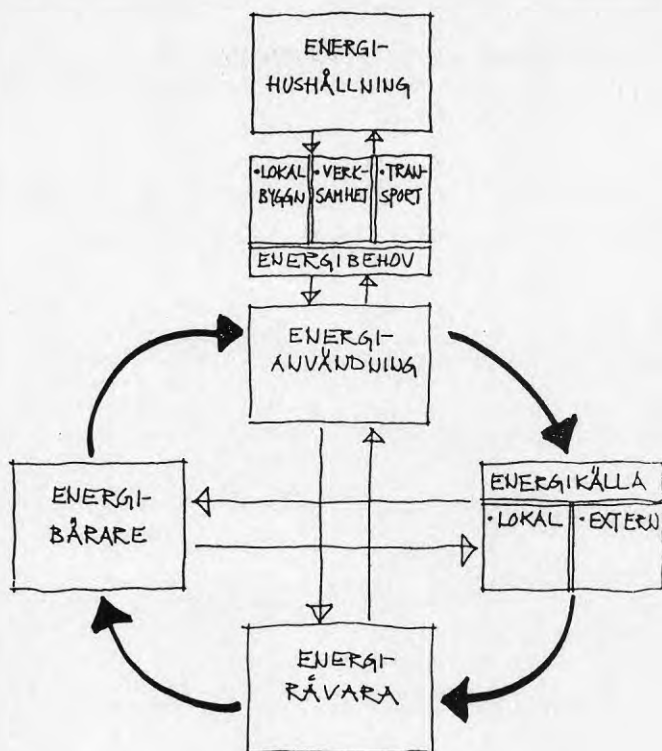 ENERGI-
HUSHÅLLNING
•LOKAL
BYGGN
•VERK-
SAMHET
•TRAN-
SPORT
ENERGIBEHOV
ENERGI-
ANVÄNDNING
ENERGI-
BÄRARE
ENERGIKÄLLA
•LOKAL
•EXTERN
ENERGI-
RÅVARA